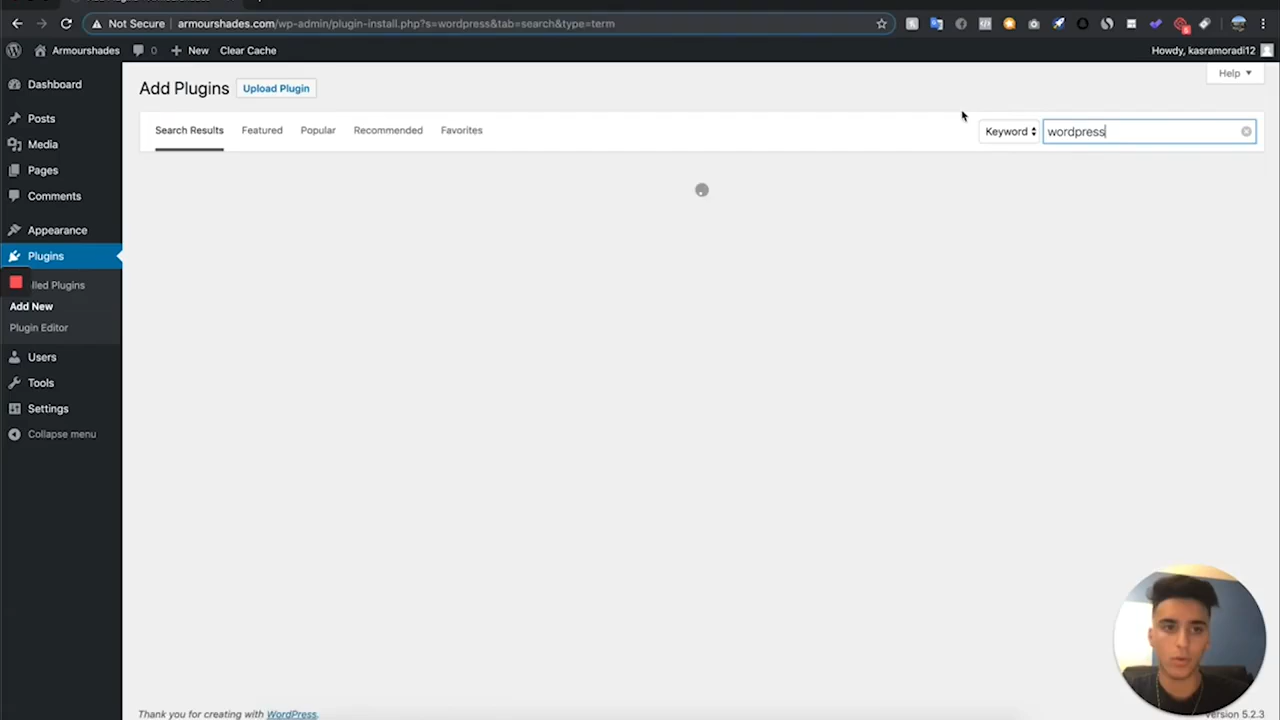 Not Secure | armourshades.com/wp-admin/plugin-install.php?s=wordpress&tab=search&type=term
Armourshades 0 New Clear Cache Howdy, kasramoradi12
Dashboard
Posts
Media
Pages
Comments
Appearance
Plugins
lled Plugins
Add New
Plugin Editor
Users
Tools
Settings
Collapse menu
Add Plugins Upload Plugin
Help
Search Results Featured Popular Recommended Favorites Keyword wordpress
Thank you for creating with WordPress.
Version 5.2.3